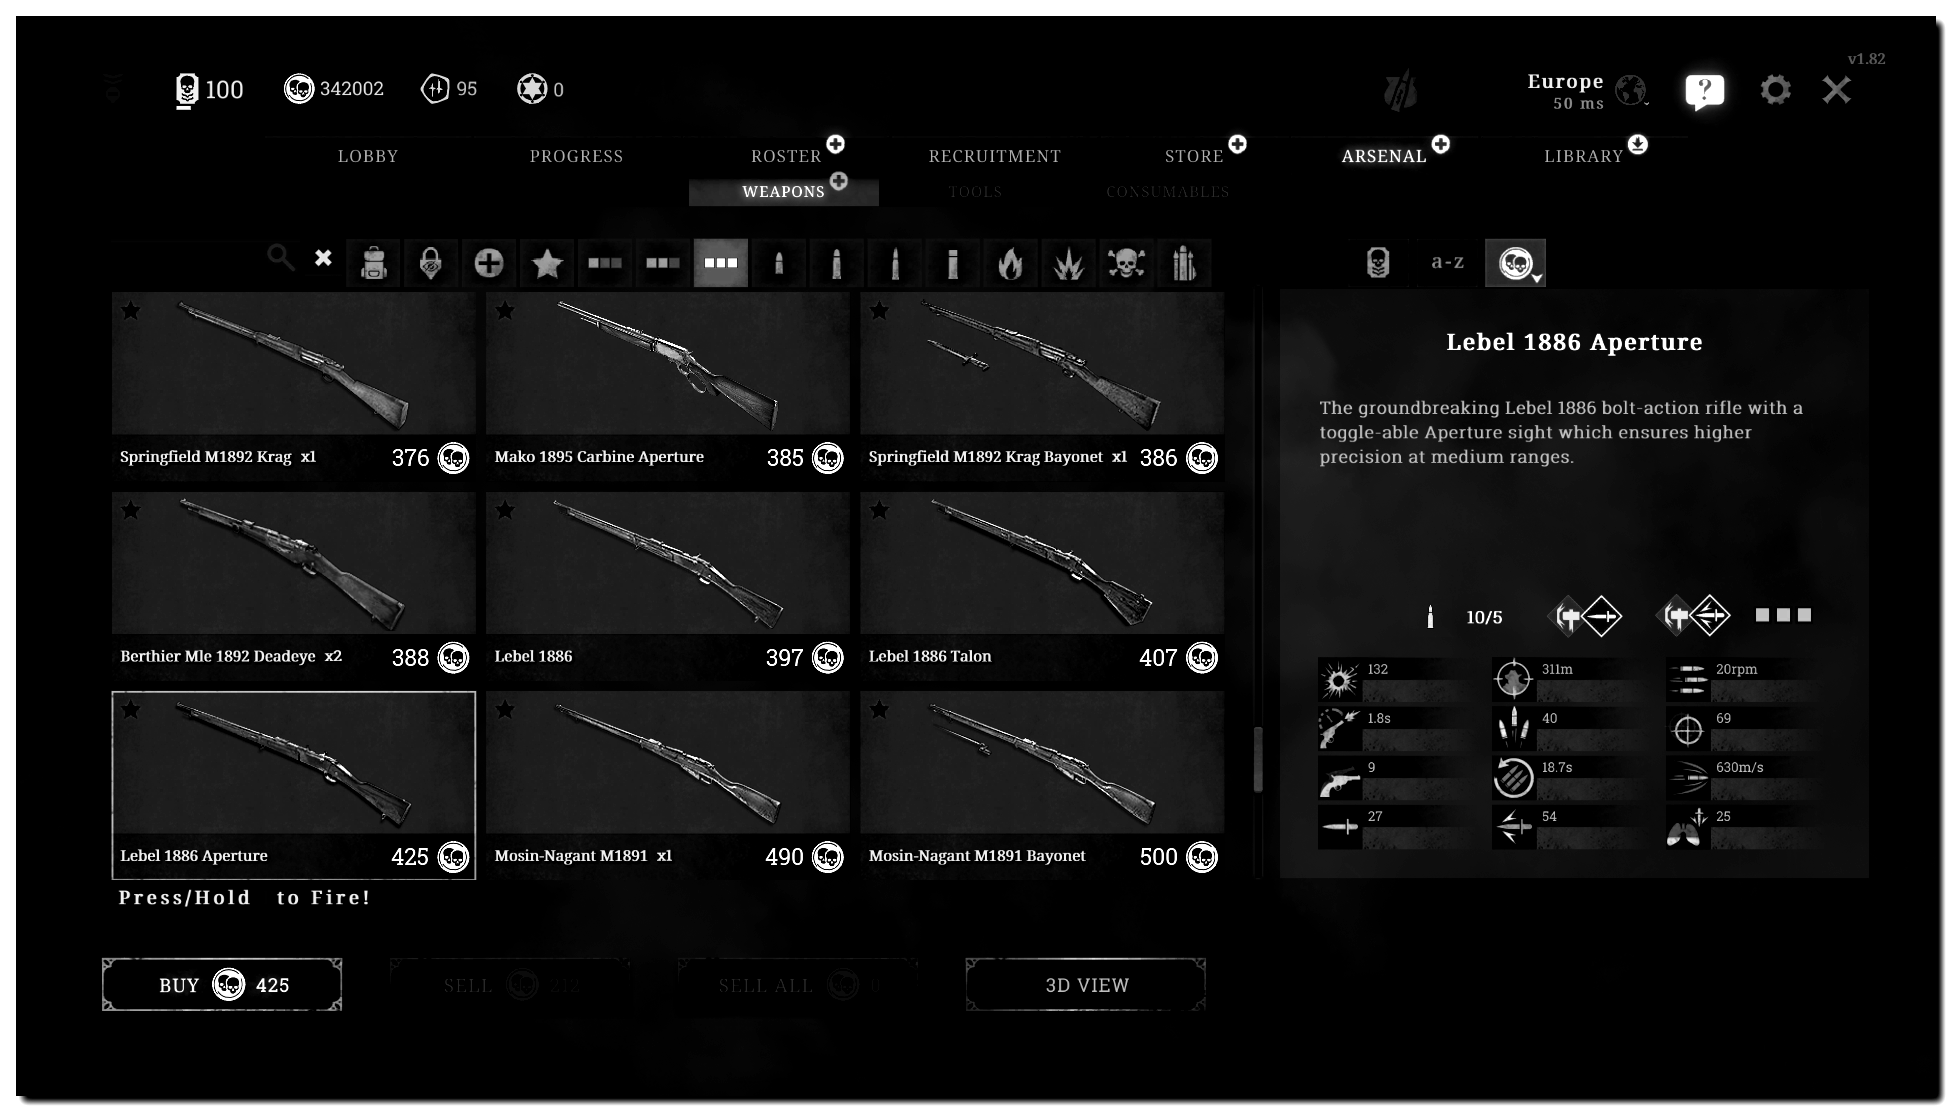 v1.82
100 342002 95 0 Europe
50 ms
LOBBY PROGRESS ROSTER RECRUITMENT STORE ARSENAL LIBRARY
WEAPONS TOOLS CONSUMABLES
a-z
Lebel 1886 Aperture
The groundbreaking Lebel 1886 bolt-action rifle with a
toggle-able Aperture sight which ensures higher
precision at medium ranges.
Springfield M1892 Krag x1 376
Mako 1895 Carbine Aperture 385
Springfield M1892 Krag Bayonet x1 386
Berthier Mle 1892 Deadeye x2 388
Lebel 1886 397
Lebel 1886 Talon 407
Lebel 1886 Aperture 425
Mosin-Nagant M1891 x1 490
Mosin-Nagant M1891 Bayonet 500
10/5
132 311m 20rpm
1.8s 40 69
9 18.7s 630m/s
27 54 25
Press/Hold to Fire!
BUY 425 SELL 212 SELL ALL 0 3D VIEW